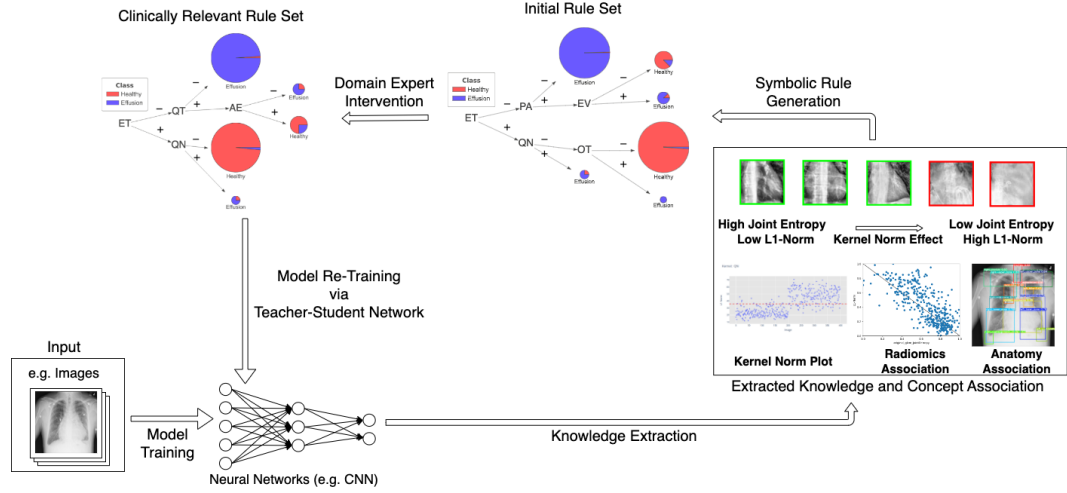 Clinically Relevant Rule Set
Class
Healthy
Effusion
ET
−
+
QT
−
+
AE
−
+
QN
−
+
Effusion
Effusion
Healthy
Healthy
Effusion
Domain Expert
Intervention
Initial Rule Set
Class
Healthy
Effusion
ET
−
+
PA
−
+
EV
−
+
QN
−
+
OT
−
+
Effusion
Healthy
Effusion
Healthy
Effusion
Effusion
Symbolic Rule
Generation
High Joint Entropy
Low L1-Norm
Kernel Norm Effect
Low Joint Entropy
High L1-Norm
Kernel Norm Plot
Radiomics
Association
Anatomy
Association
Extracted Knowledge and Concept Association
Model Re-Training
via
Teacher-Student Network
Input
e.g. Images
Model
Training
Neural Networks (e.g. CNN)
Knowledge Extraction